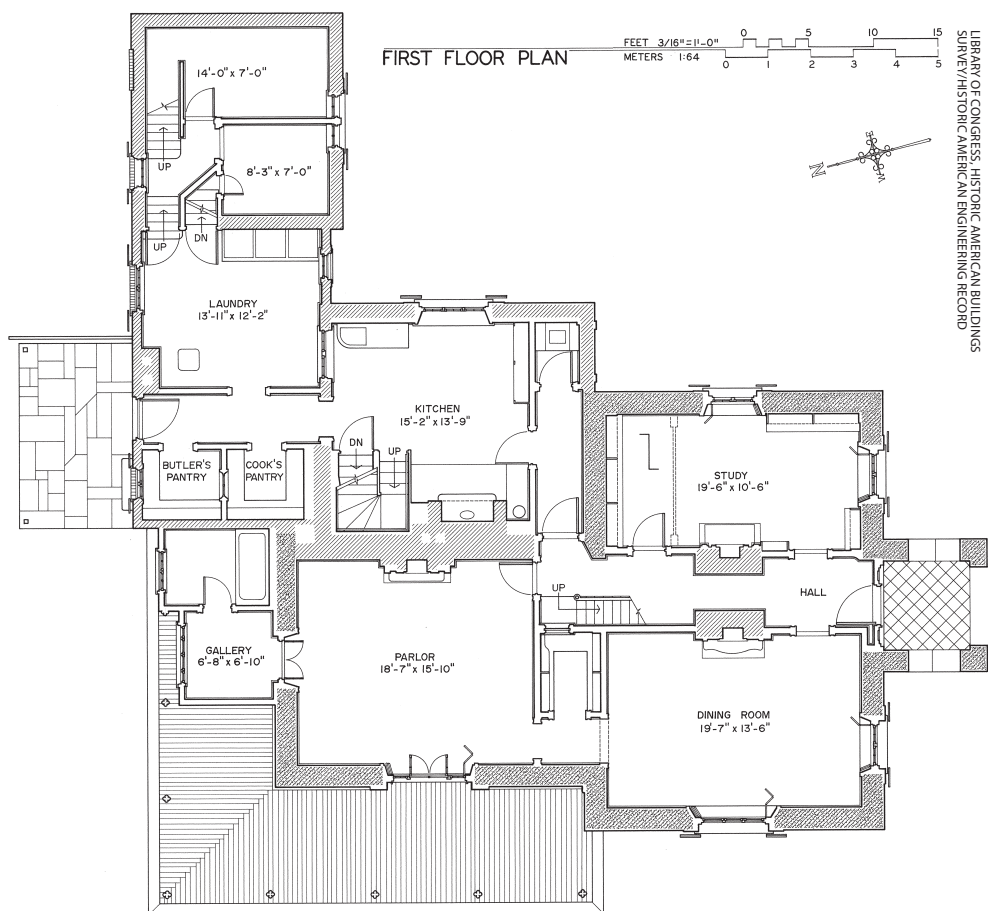 FIRST FLOOR PLAN
FEET 3/16"=1'-0"
0 5 10 15
METERS 1:64
0 1 2 3 4 5
LIBRARY OF CONGRESS, HISTORIC AMERICAN BUILDINGS
SURVEY/HISTORIC AMERICAN ENGINEERING RECORD
N
E
S
W
14'-0" x 7'-0"
UP
8'-3" x 7'-0"
UP
DN
LAUNDRY
13'-11" x 12'-2"
KITCHEN
15'-2" x 13'-9"
DN
UP
BUTLER'S
PANTRY
COOK'S
PANTRY
STUDY
19'-6" x 10'-6"
UP
HALL
GALLERY
6'-8" x 6'-10"
PARLOR
18'-7" x 15'-10"
DINING ROOM
19'-7" x 13'-6"